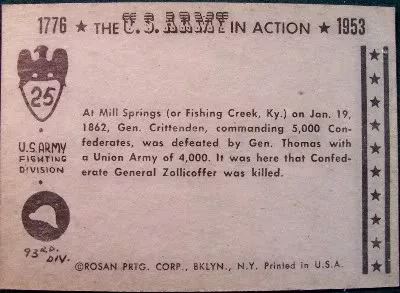 1776 ★ THE U.S. ARMY IN ACTION ★ 1953
25
U.S. ARMY
FIGHTING
DIVISION
93RD.
DIV.
At Mill Springs (or Fishing Creek, Ky.) on Jan. 19,
1862, Gen. Crittenden, commanding 5,000 Con-
federates, was defeated by Gen. Thomas with
a Union Army of 4,000. It was here that Confed-
erate General Zollicoffer was killed.
©ROSAN PRTG. CORP., BKLYN., N.Y. Printed in U.S.A.